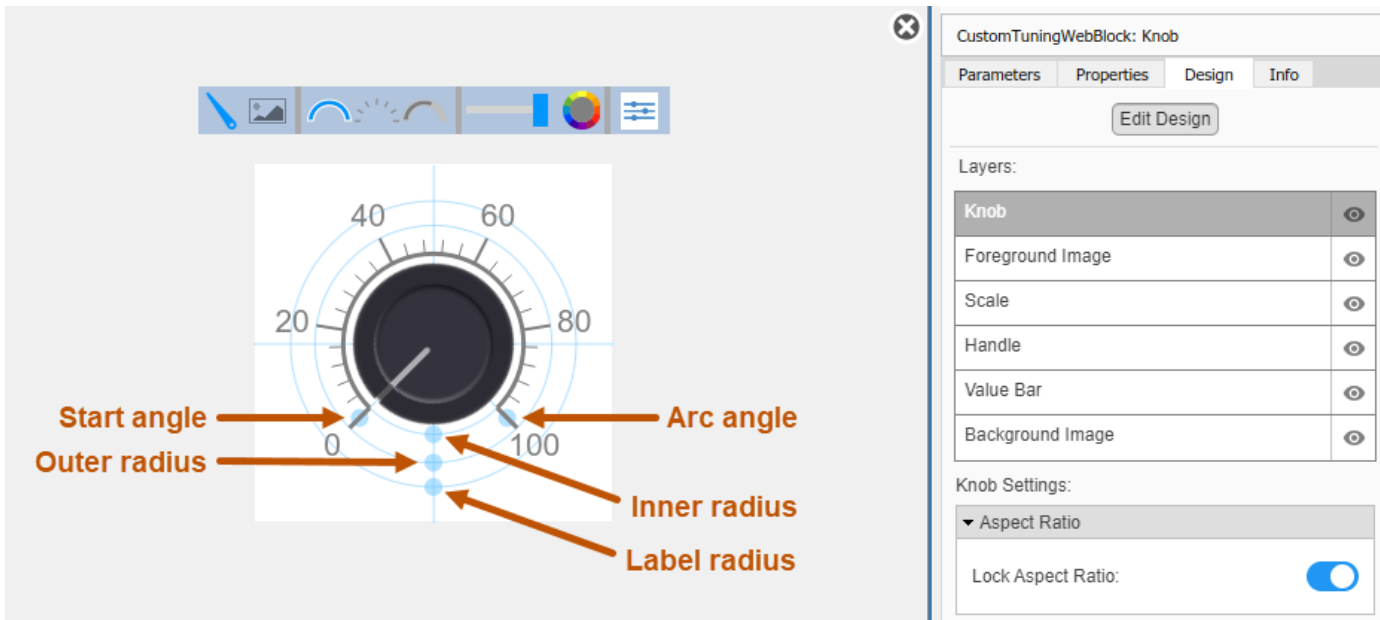 40
60
20
80
0
100
Start angle
Arc angle
Outer radius
Inner radius
Label radius
CustomTuningWebBlock: Knob
Parameters Properties Design Info
Edit Design
Layers:
Knob
Foreground Image
Scale
Handle
Value Bar
Background Image
Knob Settings:
Aspect Ratio
Lock Aspect Ratio: